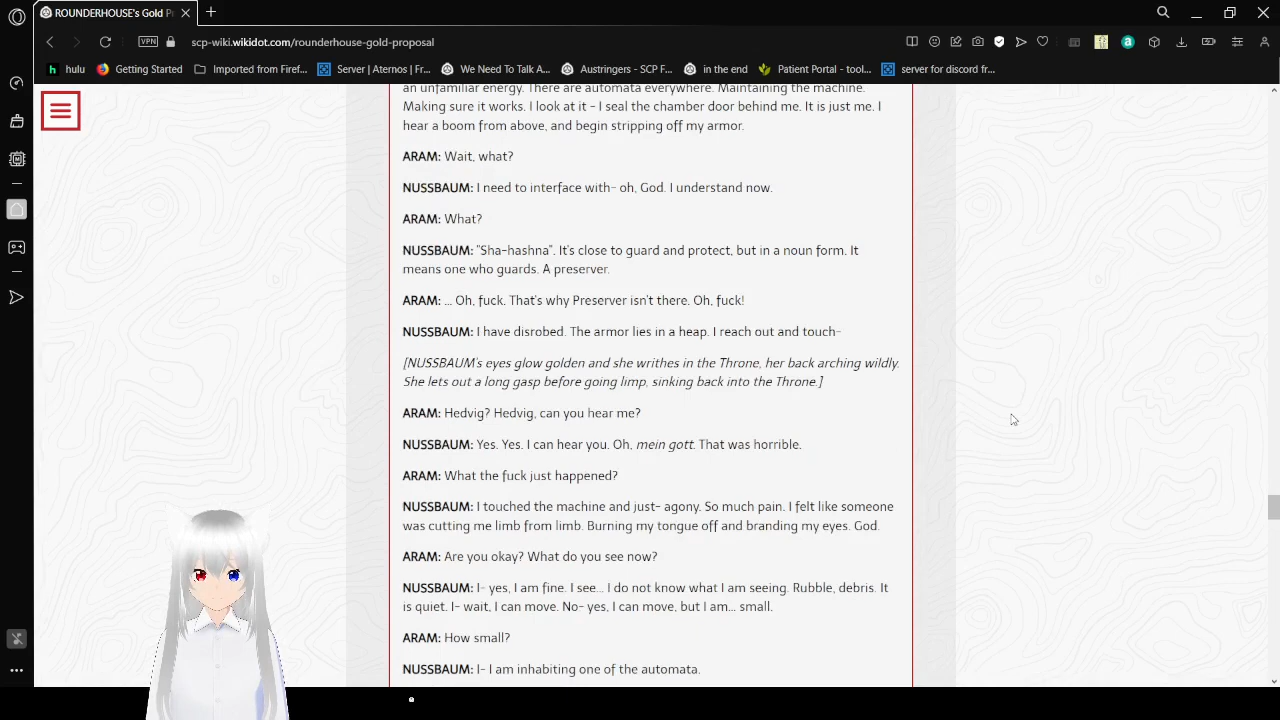 ROUNDERHOUSE's Gold P
VPN
scp-wiki.wikidot.com/rounderhouse-gold-proposal
h hulu
Getting Started
Imported from Firef...
Server | Aternos | Fr...
We Need To Talk A...
Austringers - SCP F...
in the end
Patient Portal - tool...
server for discord fr...
an unfamiliar energy. There are automata everywhere. Maintaining the machine.
Making sure it works. I look at it - I seal the chamber door behind me. It is just me. I
hear a boom from above, and begin stripping off my armor.
ARAM: Wait, what?
NUSSBAUM: I need to interface with- oh, God. I understand now.
ARAM: What?
NUSSBAUM: "Sha-hashna". It's close to guard and protect, but in a noun form. It
means one who guards. A preserver.
ARAM: ... Oh, fuck. That's why Preserver isn't there. Oh, fuck!
NUSSBAUM: I have disrobed. The armor lies in a heap. I reach out and touch-
[NUSSBAUM's eyes glow golden and she writhes in the Throne, her back arching wildly.
She lets out a long gasp before going limp, sinking back into the Throne.]
ARAM: Hedvig? Hedvig, can you hear me?
NUSSBAUM: Yes. Yes. I can hear you. Oh, mein gott. That was horrible.
ARAM: What the fuck just happened?
NUSSBAUM: I touched the machine and just- agony. So much pain. I felt like someone
was cutting me limb from limb. Burning my tongue off and branding my eyes. God.
ARAM: Are you okay? What do you see now?
NUSSBAUM: I- yes, I am fine. I see... I do not know what I am seeing. Rubble, debris. It
is quiet. I- wait, I can move. No- yes, I can move, but I am... small.
ARAM: How small?
NUSSBAUM: I- I am inhabiting one of the automata.